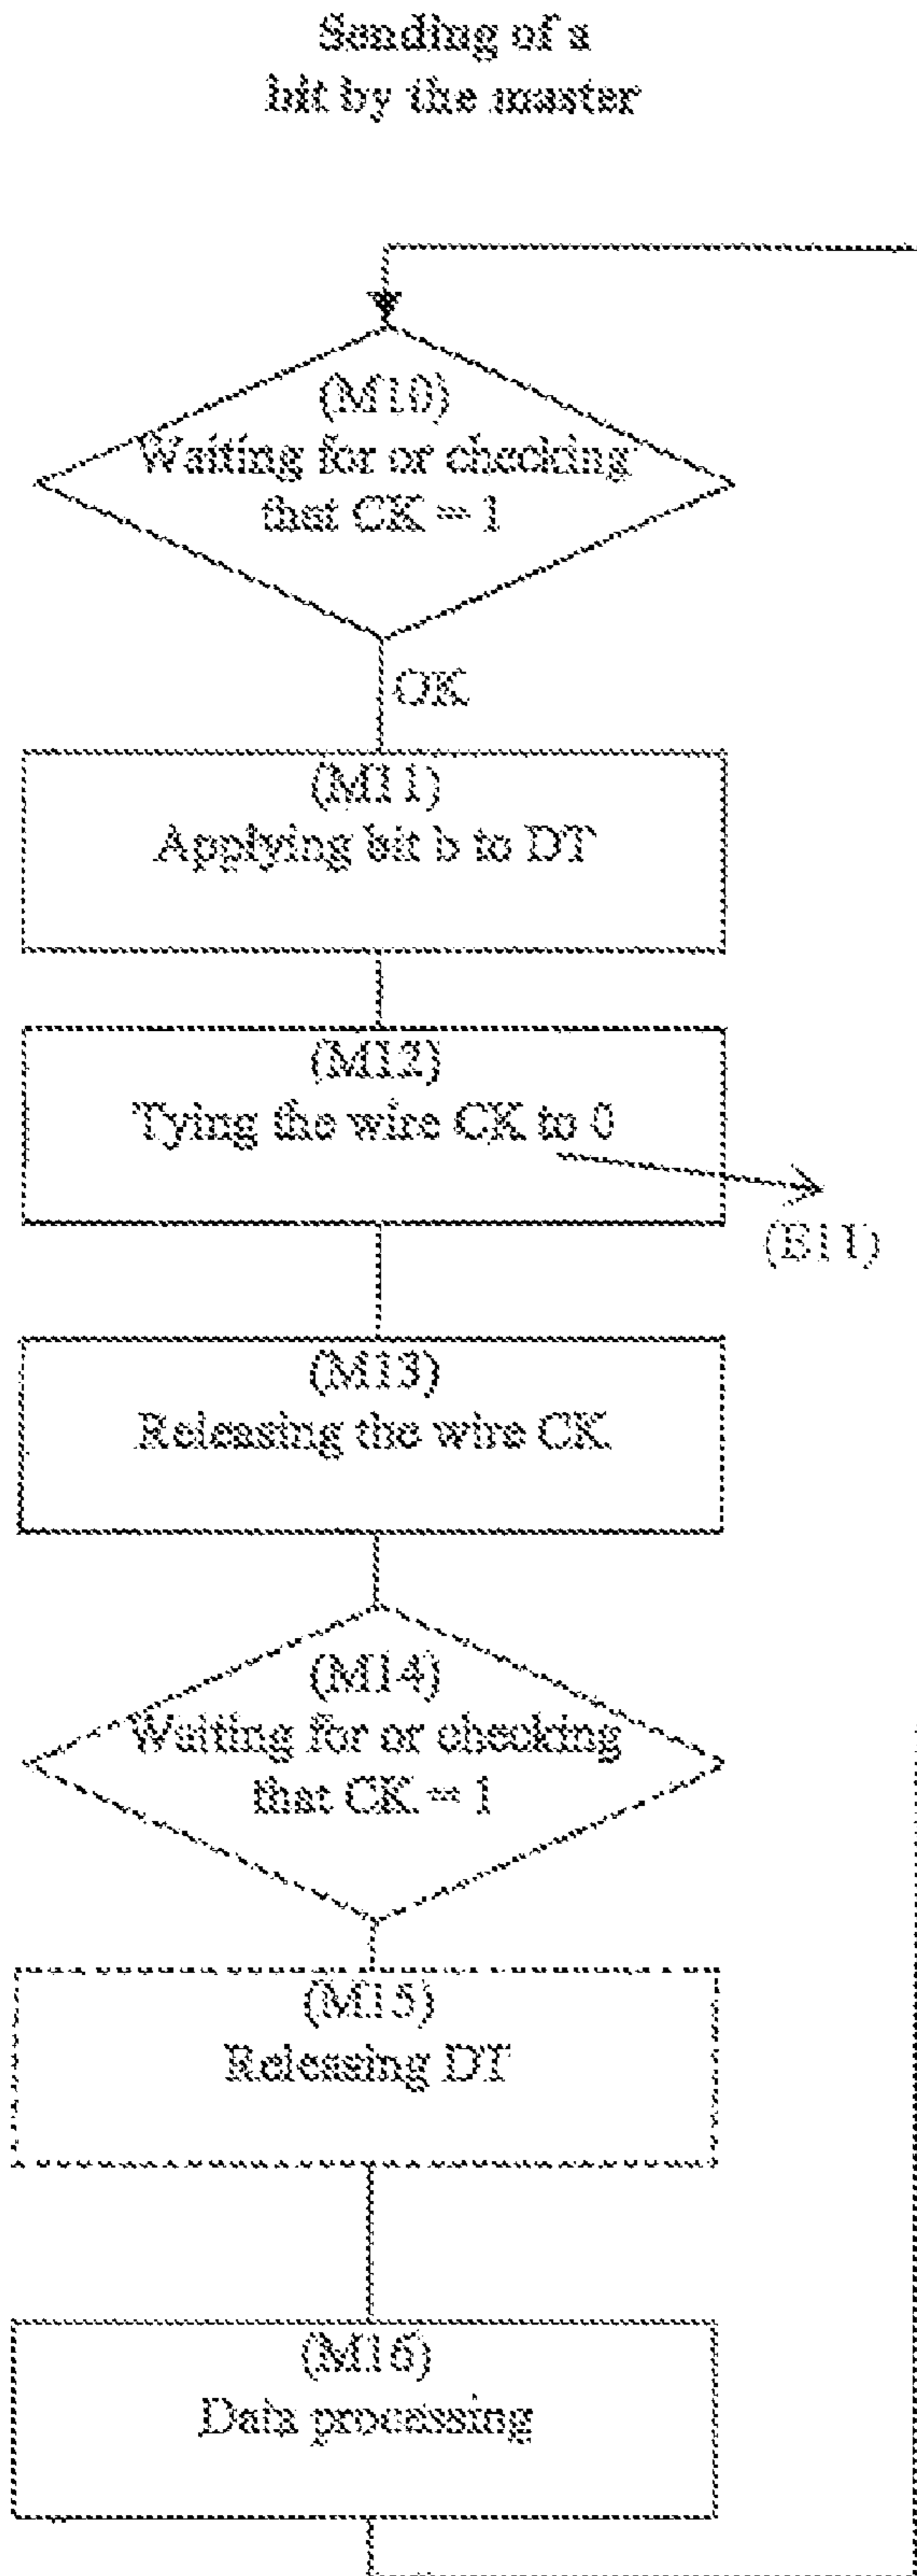 Sending of a
bit by the master
(M10)
Waiting for or checking
that CK = 1
OK
(M11)
Applying bit b to DT
(M12)
Tying the wire CK to 0
(E11)
(M13)
Releasing the wire CK
(M14)
Waiting for or checking
that CK = 1
(M15)
Releasing DT
(M16)
Data processing